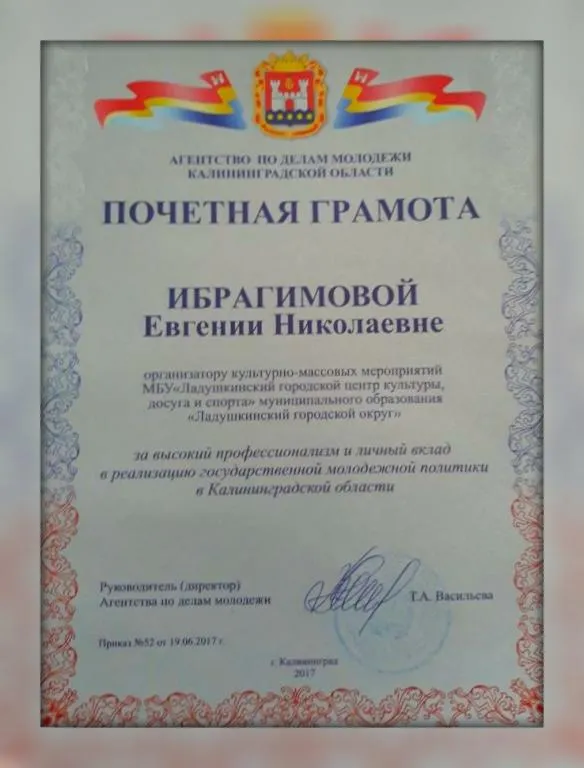 АГЕНТСТВО ПО ДЕЛАМ МОЛОДЕЖИ
КАЛИНИНГРАДСКОЙ ОБЛАСТИ
ПОЧЕТНАЯ ГРАМОТА
ИБРАГИМОВОЙ
Евгении Николаевне
организатору культурно-массовых мероприятий
МБУ«Ладушкинский городской центр культуры,
досуга и спорта» муниципального образования
«Ладушкинский городской округ»
за высокий профессионализм и личный вклад
в реализацию государственной молодежной политики
в Калининградской области
Руководитель (директор)
Агентства по делам молодежи
Т.А. Васильева
Приказ №52 от 19.06.2017 г.
г. Калининград
2017